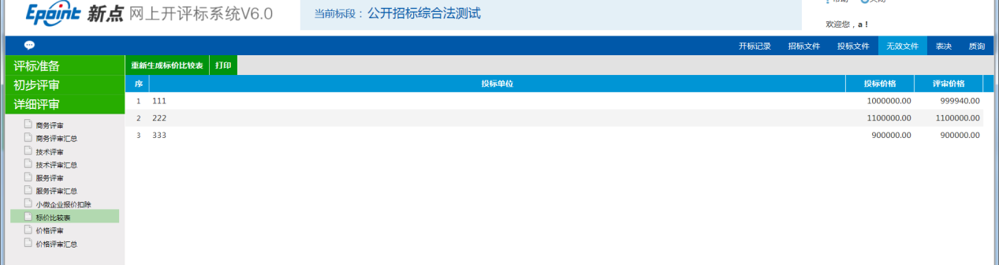 Epoint 新点 网上开评标系统V6.0
当前标段： 公开招标综合法测试
欢迎您，a！
开标记录 招标文件 投标文件 无效文件 表决 质询
评标准备
初步评审
详细评审
商务评审
商务评审汇总
技术评审
技术评审汇总
服务评审
服务评审汇总
小微企业报价扣除
标价比较表
价格评审
价格评审汇总
重新生成标价比较表 打印
序 投标单位 投标价格 评审价格
1 111 1000000.00 999940.00
2 222 1100000.00 1100000.00
3 333 900000.00 900000.00